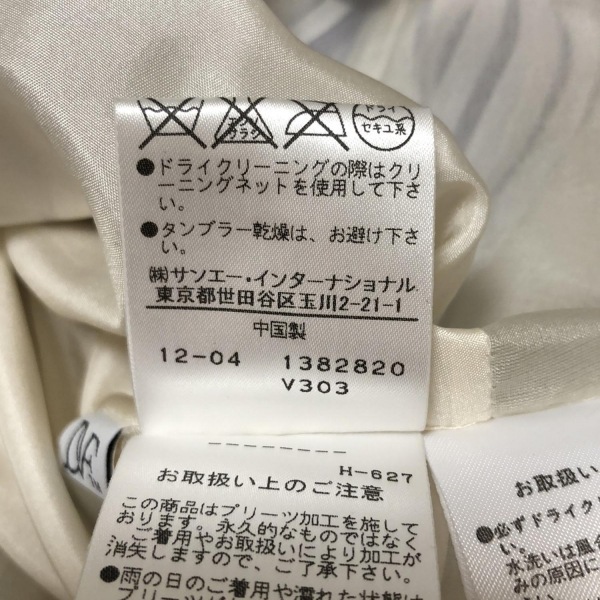 エンソ
サラシ
ドライ
セキユ系
●ドライクリーニングの際はクリ
ーニングネットを使用して下さ
い。
●タンブラー乾燥は、お避け下さ
い。
㈱サンエー・インターナショナル
東京都世田谷区玉川2-21-1
中国製
12-04 1382820
V303
--------
H-627
お取扱い上のご注意
この商品はプリーツ加工を施して
おります。永久的なものではなく
ご着用やお取扱いにより加工が
消失しますので、ご了承下さい。
●雨の日のご着用や濡れた状態は
お取扱い
●必ずドライク
い。
水洗いは風合
みの原因に